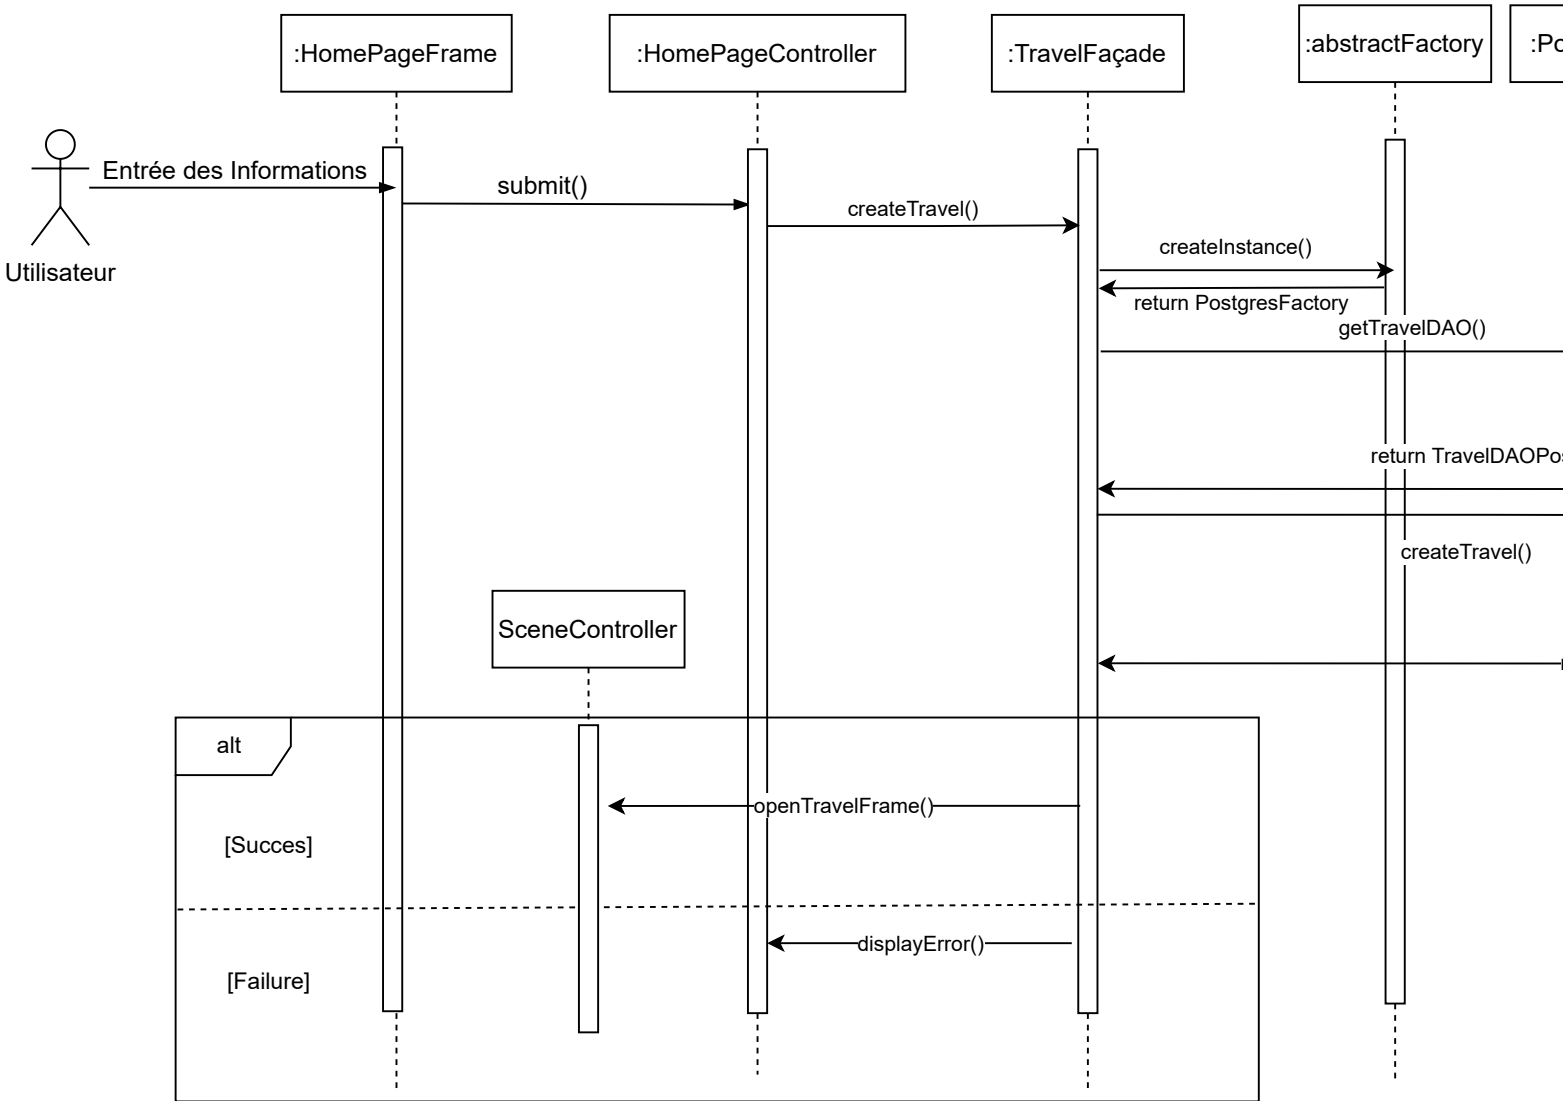 :HomePageFrame
:HomePageController
:TravelFaçade
:abstractFactory
:Po
Entrée des Informations
submit()
createTravel()
createInstance()
Utilisateur
return PostgresFactory
getTravelDAO()
return TravelDAOPos
createTravel()
SceneController
alt
openTravelFrame()
[Succes]
displayError()
[Failure]